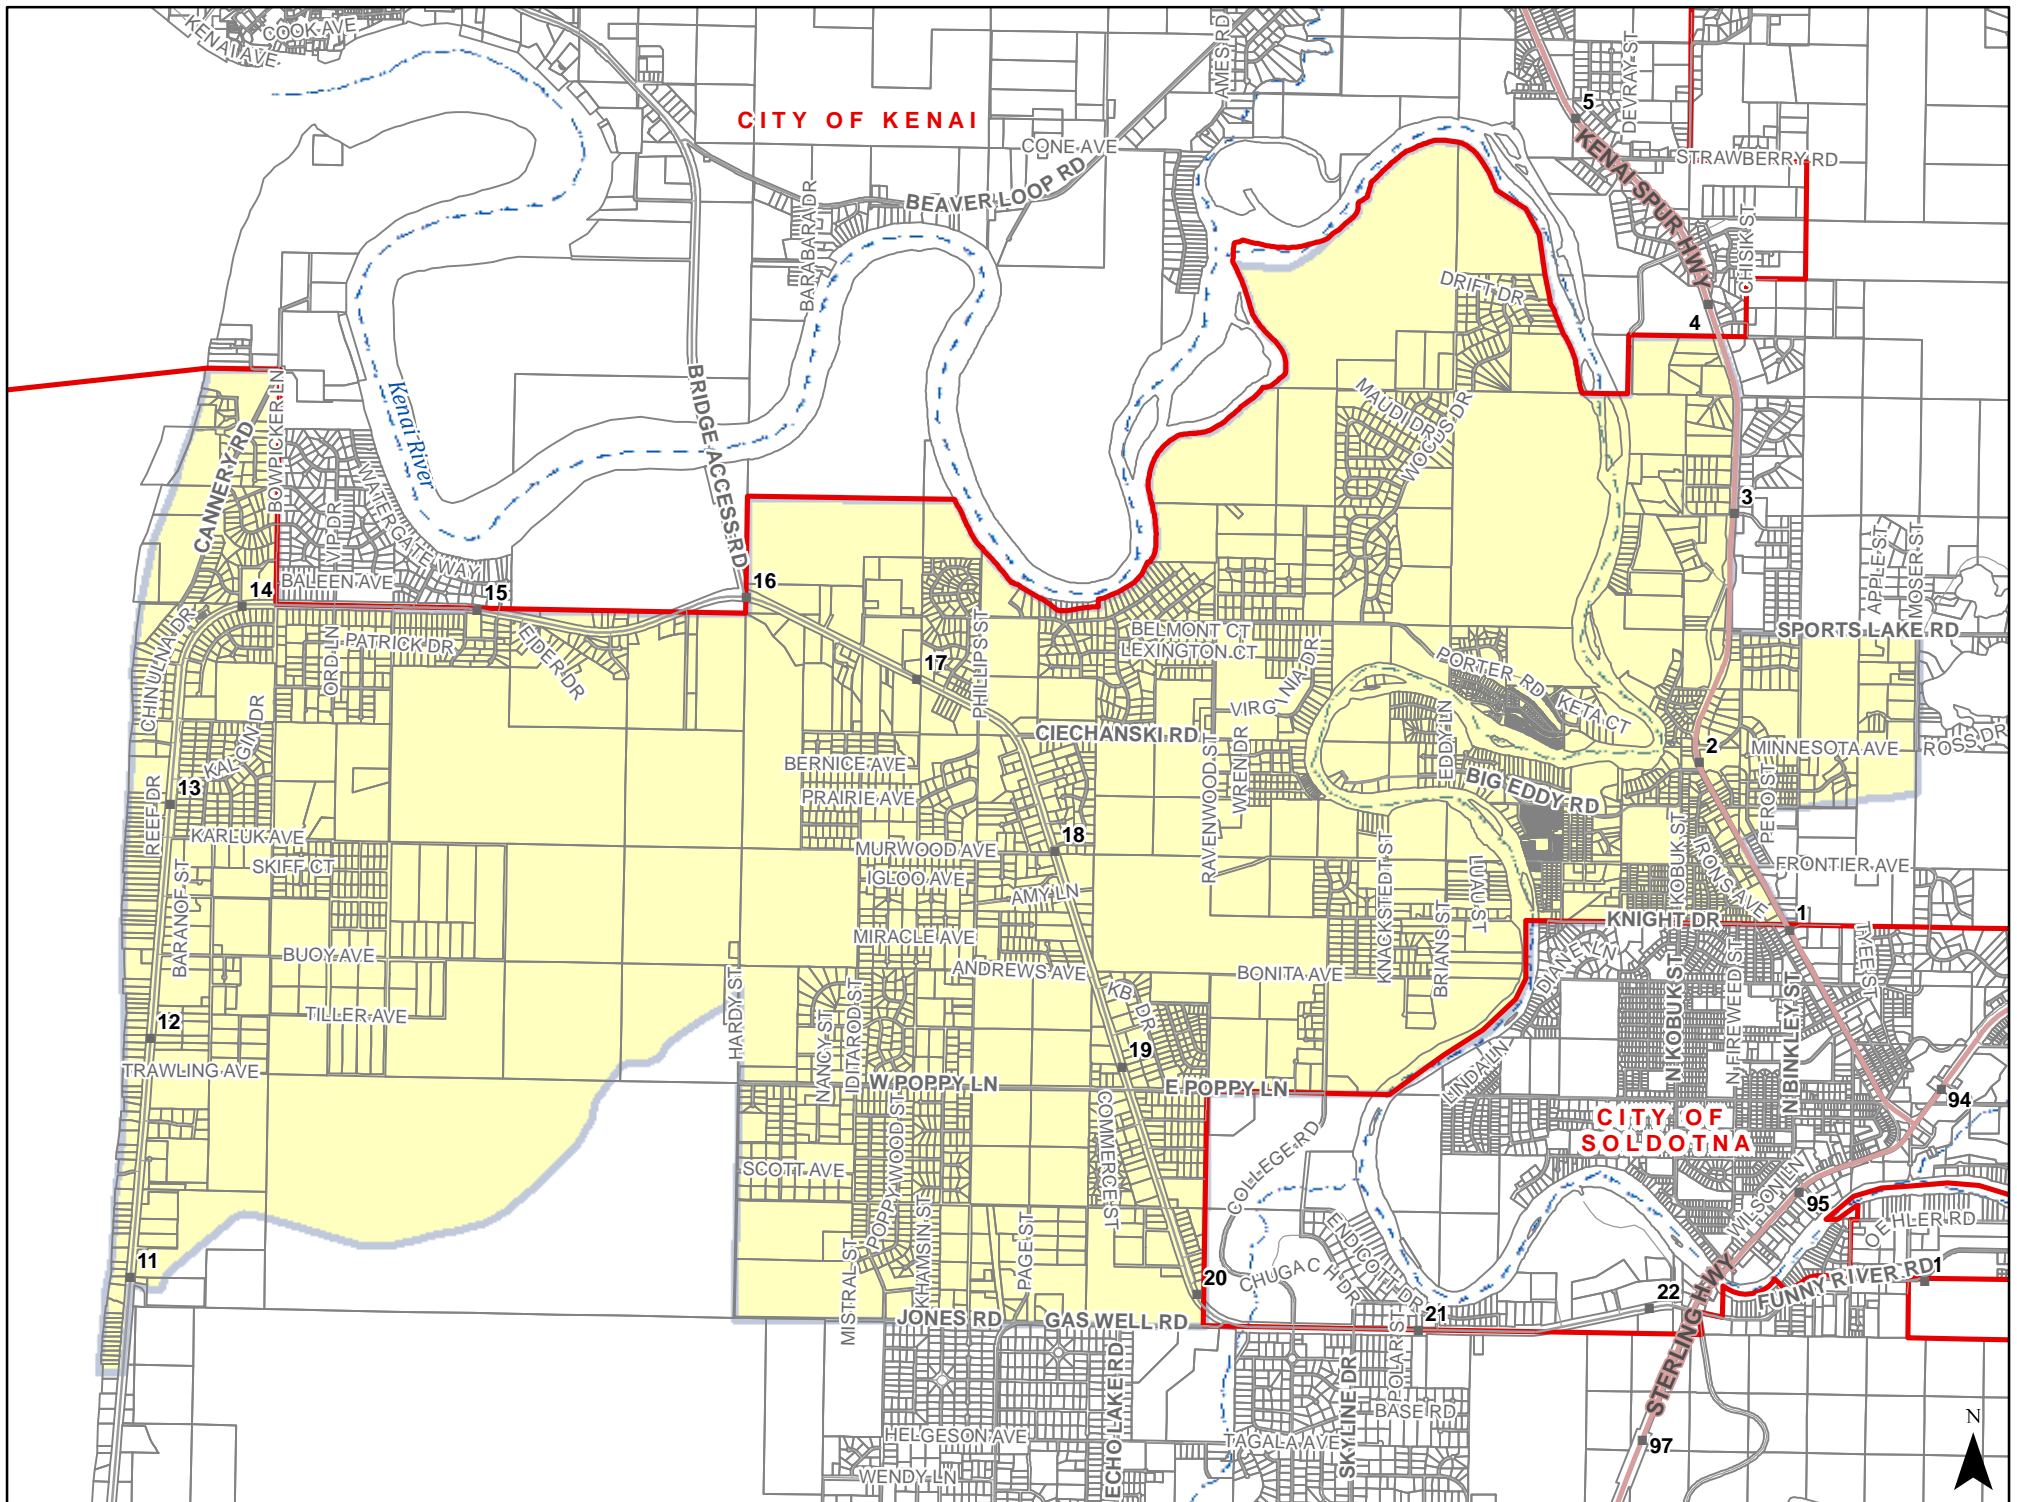 COOK AVE
KENAI AVE
CITY OF KENAI
AMES RD
DEVRAY ST
5
STRAWBERRY RD
CONE AVE
BEAVER LOOP RD
BARABARA DR
KENAI SPUR HWY
CHISIK ST
DRIFT DR
4
Kenai River
BRIDGE ACCESS RD
BOWPICKER LN
CANNERY RD
VIP DR
WATERGATE WAY
MAUDI DR
WOCUS DR
3
APPLE ST
MOSER ST
BALEEN AVE
14
15
16
CHINULNA DR
ORD LN
PATRICK DR
EIDER DR
17
PHILLIPS ST
BELMONT CT
LEXINGTON CT
SPORTS LAKE RD
PORTER RD
KETA CT
VIRGINIA DR
CIECHANSKI RD
RAVENWOOD ST
WREN DR
EDDY LN
2
MINNESOTA AVE
ROSS DR
KALGIN DR
BERNICE AVE
BIG EDDY RD
13
REEF DR
PRAIRIE AVE
PERO ST
KARLUK AVE
18
MURWOOD AVE
SKIFF CT
IGLOO AVE
AMY LN
KNACKSTEDT ST
LUAU ST
KOBUK ST
IRONS AVE
FRONTIER AVE
BARANOF ST
KNIGHT DR
1
BUOY AVE
MIRACLE AVE
ANDREWS AVE
BONITA AVE
BRIAN ST
DIANE LN
TYEE ST
HARDY ST
NANCY ST
IDITAROD ST
KB DR
N KOBUK ST
N FIREWEED ST
N BINKLEY ST
TILLER AVE
12
TRAWLING AVE
19
W POPPY LN
E POPPY LN
LINDA LN
94
CITY OF
SOLDOTNA
COMMERCE ST
COLLEGE RD
SCOTT AVE
POPPY WOOD ST
WILSON LN
95
OEHLER RD
MISTRAL ST
KHAMSIN ST
PAGE ST
ENDICOTT DR
CHUGACH DR
11
20
FUNNY RIVER RD
1
22
JONES RD
GAS WELL RD
21
POLAR ST
STERLING HWY
ECHO LAKE RD
SKYLINE DR
BASE RD
HELGESON AVE
TAGALA AVE
97
WENDY LN
N